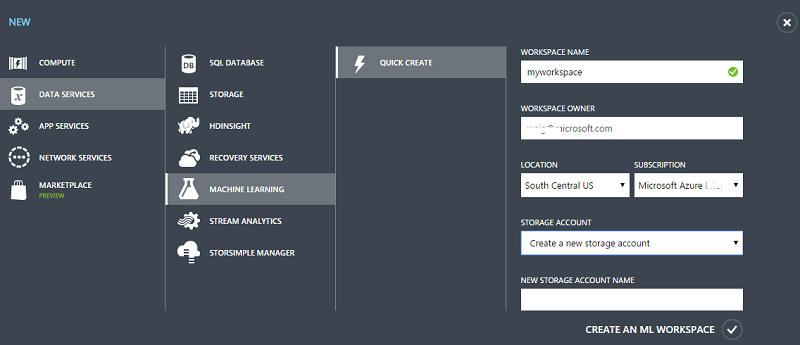 NEW
COMPUTE
DATA SERVICES
APP SERVICES
NETWORK SERVICES
MARKETPLACE
PREVIEW
SQL DATABASE
DB
STORAGE
HDINSIGHT
RECOVERY SERVICES
MACHINE LEARNING
STREAM ANALYTICS
STORSIMPLE MANAGER
QUICK CREATE
WORKSPACE NAME
myworkspace
WORKSPACE OWNER
@microsoft.com
LOCATION SUBSCRIPTION
South Central US Microsoft Azure
STORAGE ACCOUNT
Create a new storage account
NEW STORAGE ACCOUNT NAME
CREATE AN ML WORKSPACE